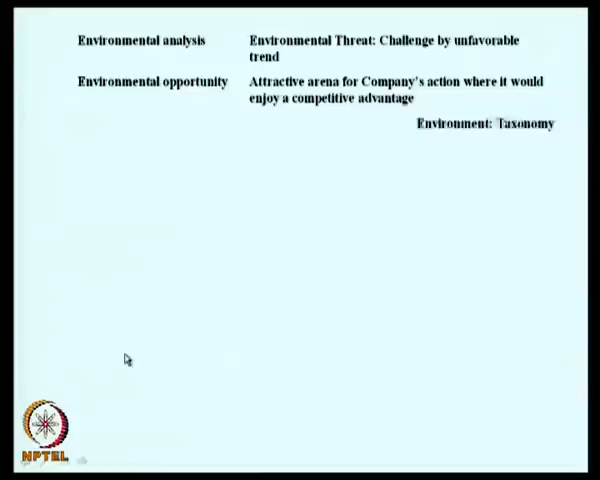 Environmental analysis
Environmental Threat: Challenge by unfavorable
trend
Environmental opportunity
Attractive arena for Company's action where it would
enjoy a competitive advantage
Environment: Taxonomy
NPTEL